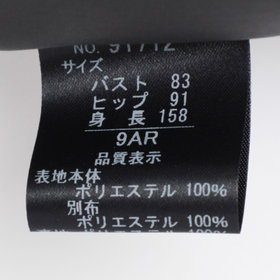 NO. 91712
サイズ
バスト 83
ヒップ 91
身 長 158
9AR
品質表示
表地本体
ポリエステル 100%
別布
ポリエステル 100%